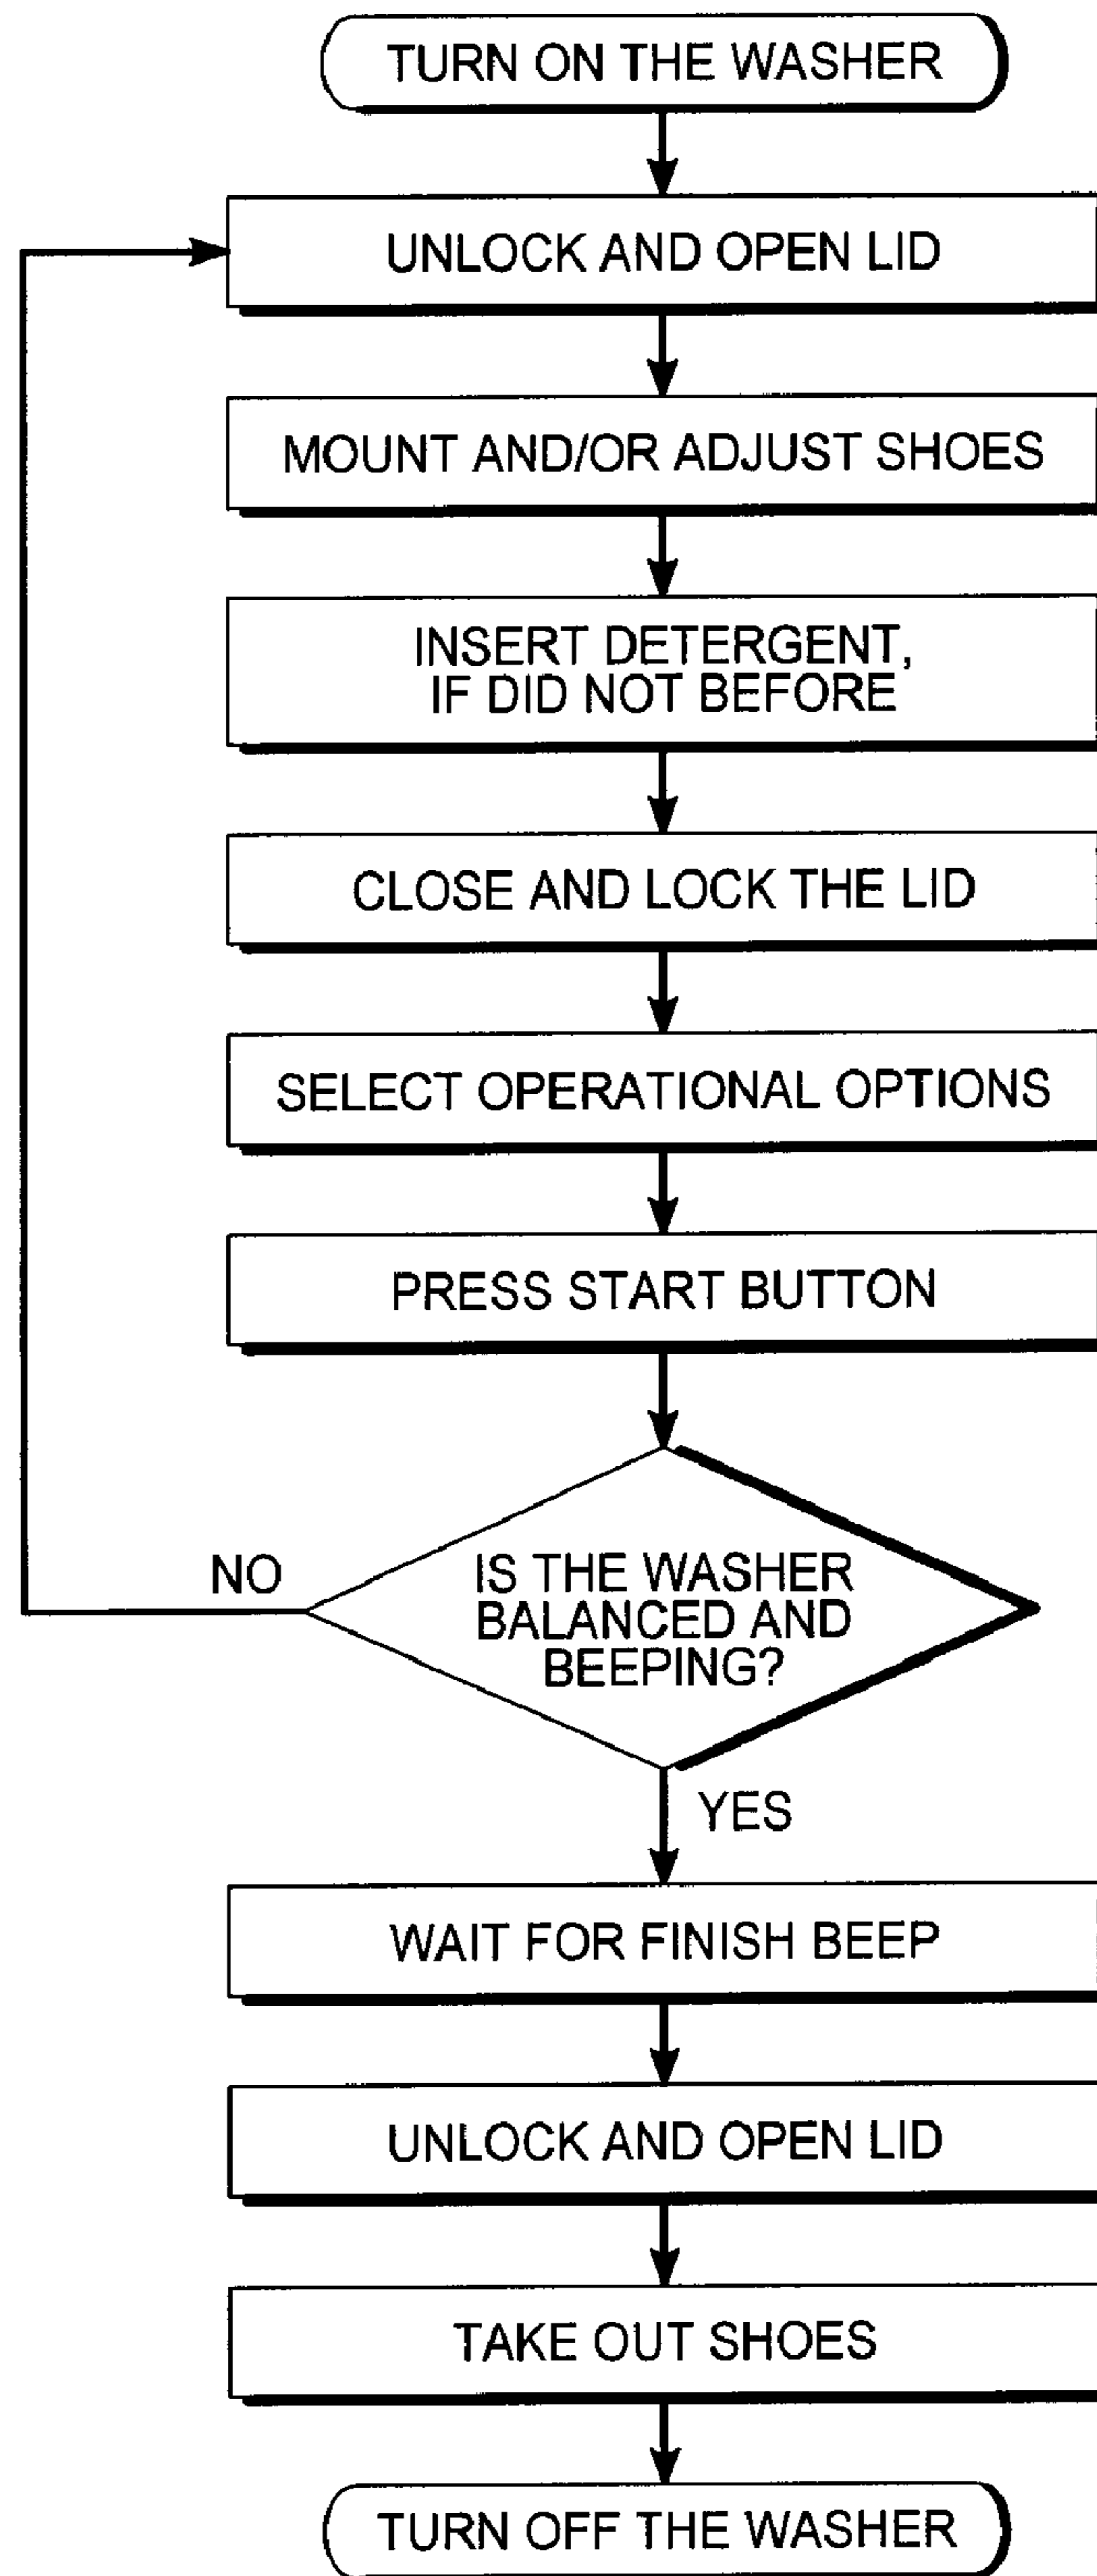 TURN ON THE WASHER
UNLOCK AND OPEN LID
MOUNT AND/OR ADJUST SHOES
INSERT DETERGENT,
IF DID NOT BEFORE
CLOSE AND LOCK THE LID
SELECT OPERATIONAL OPTIONS
PRESS START BUTTON
NO
IS THE WASHER
BALANCED AND
BEEPING?
YES
WAIT FOR FINISH BEEP
UNLOCK AND OPEN LID
TAKE OUT SHOES
TURN OFF THE WASHER